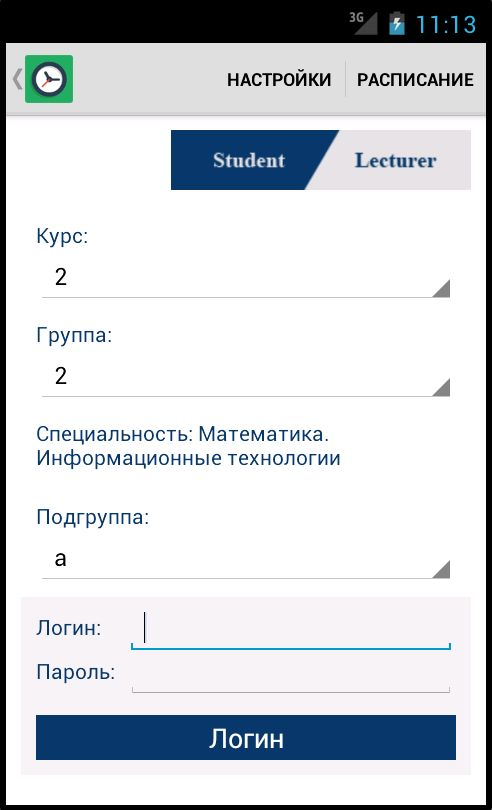 3G 11:13
НАСТРОЙКИ РАСПИСАНИЕ
Student Lecturer
Курс:
2
Группа:
2
Специальность: Математика.
Информационные технологии
Подгруппа:
а
Логин:
Пароль:
Логин